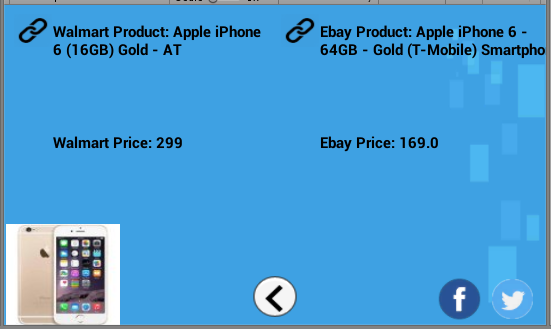 Walmart Product: Apple iPhone
6 (16GB) Gold - AT
Ebay Product: Apple iPhone 6 -
64GB - Gold (T-Mobile) Smartpho
Walmart Price: 299
Ebay Price: 169.0